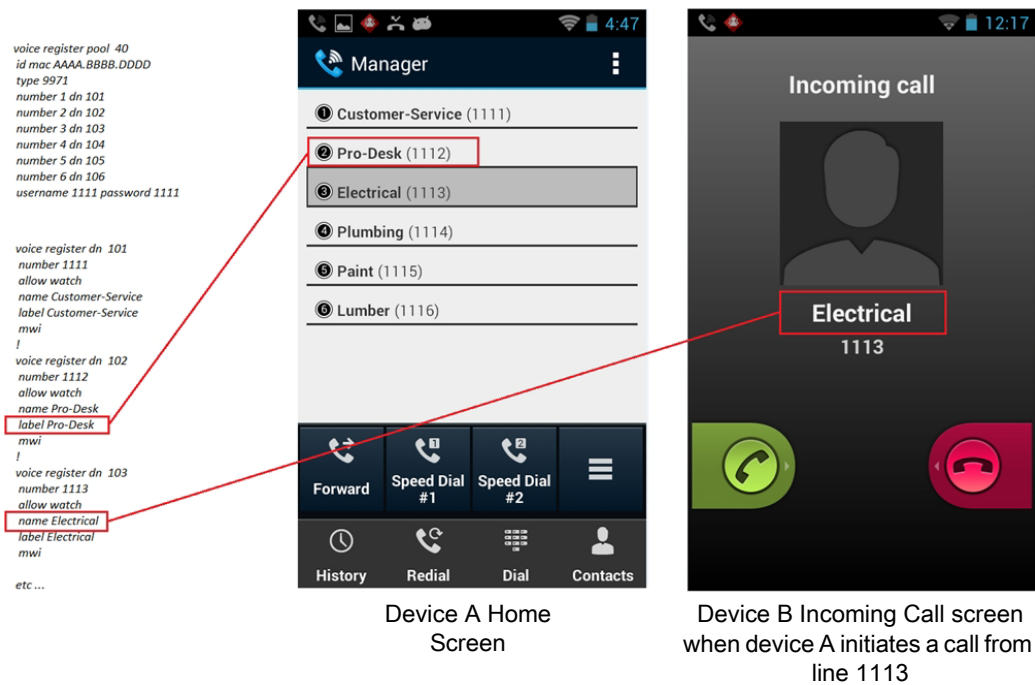 voice register pool 40
id mac AAAA.BBBB.DDDD
type 9971
number 1 dn 101
number 2 dn 102
number 3 dn 103
number 4 dn 104
number 5 dn 105
number 6 dn 106
username 1111 password 1111
voice register dn 101
number 1111
allow watch
name Customer-Service
label Customer-Service
mwi
!
voice register dn 102
number 1112
allow watch
name Pro-Desk
label Pro-Desk
mwi
!
voice register dn 103
number 1113
allow watch
name Electrical
label Electrical
mwi
etc ...
4:47
Manager
1 Customer-Service (1111)
2 Pro-Desk (1112)
3 Electrical (1113)
4 Plumbing (1114)
5 Paint (1115)
6 Lumber (1116)
Forward
1
Speed Dial
#1
2
Speed Dial
#2
History
Redial
Dial
Contacts
Device A Home
Screen
12:17
Incoming call
Electrical
1113
Device B Incoming Call screen
when device A initiates a call from
line 1113